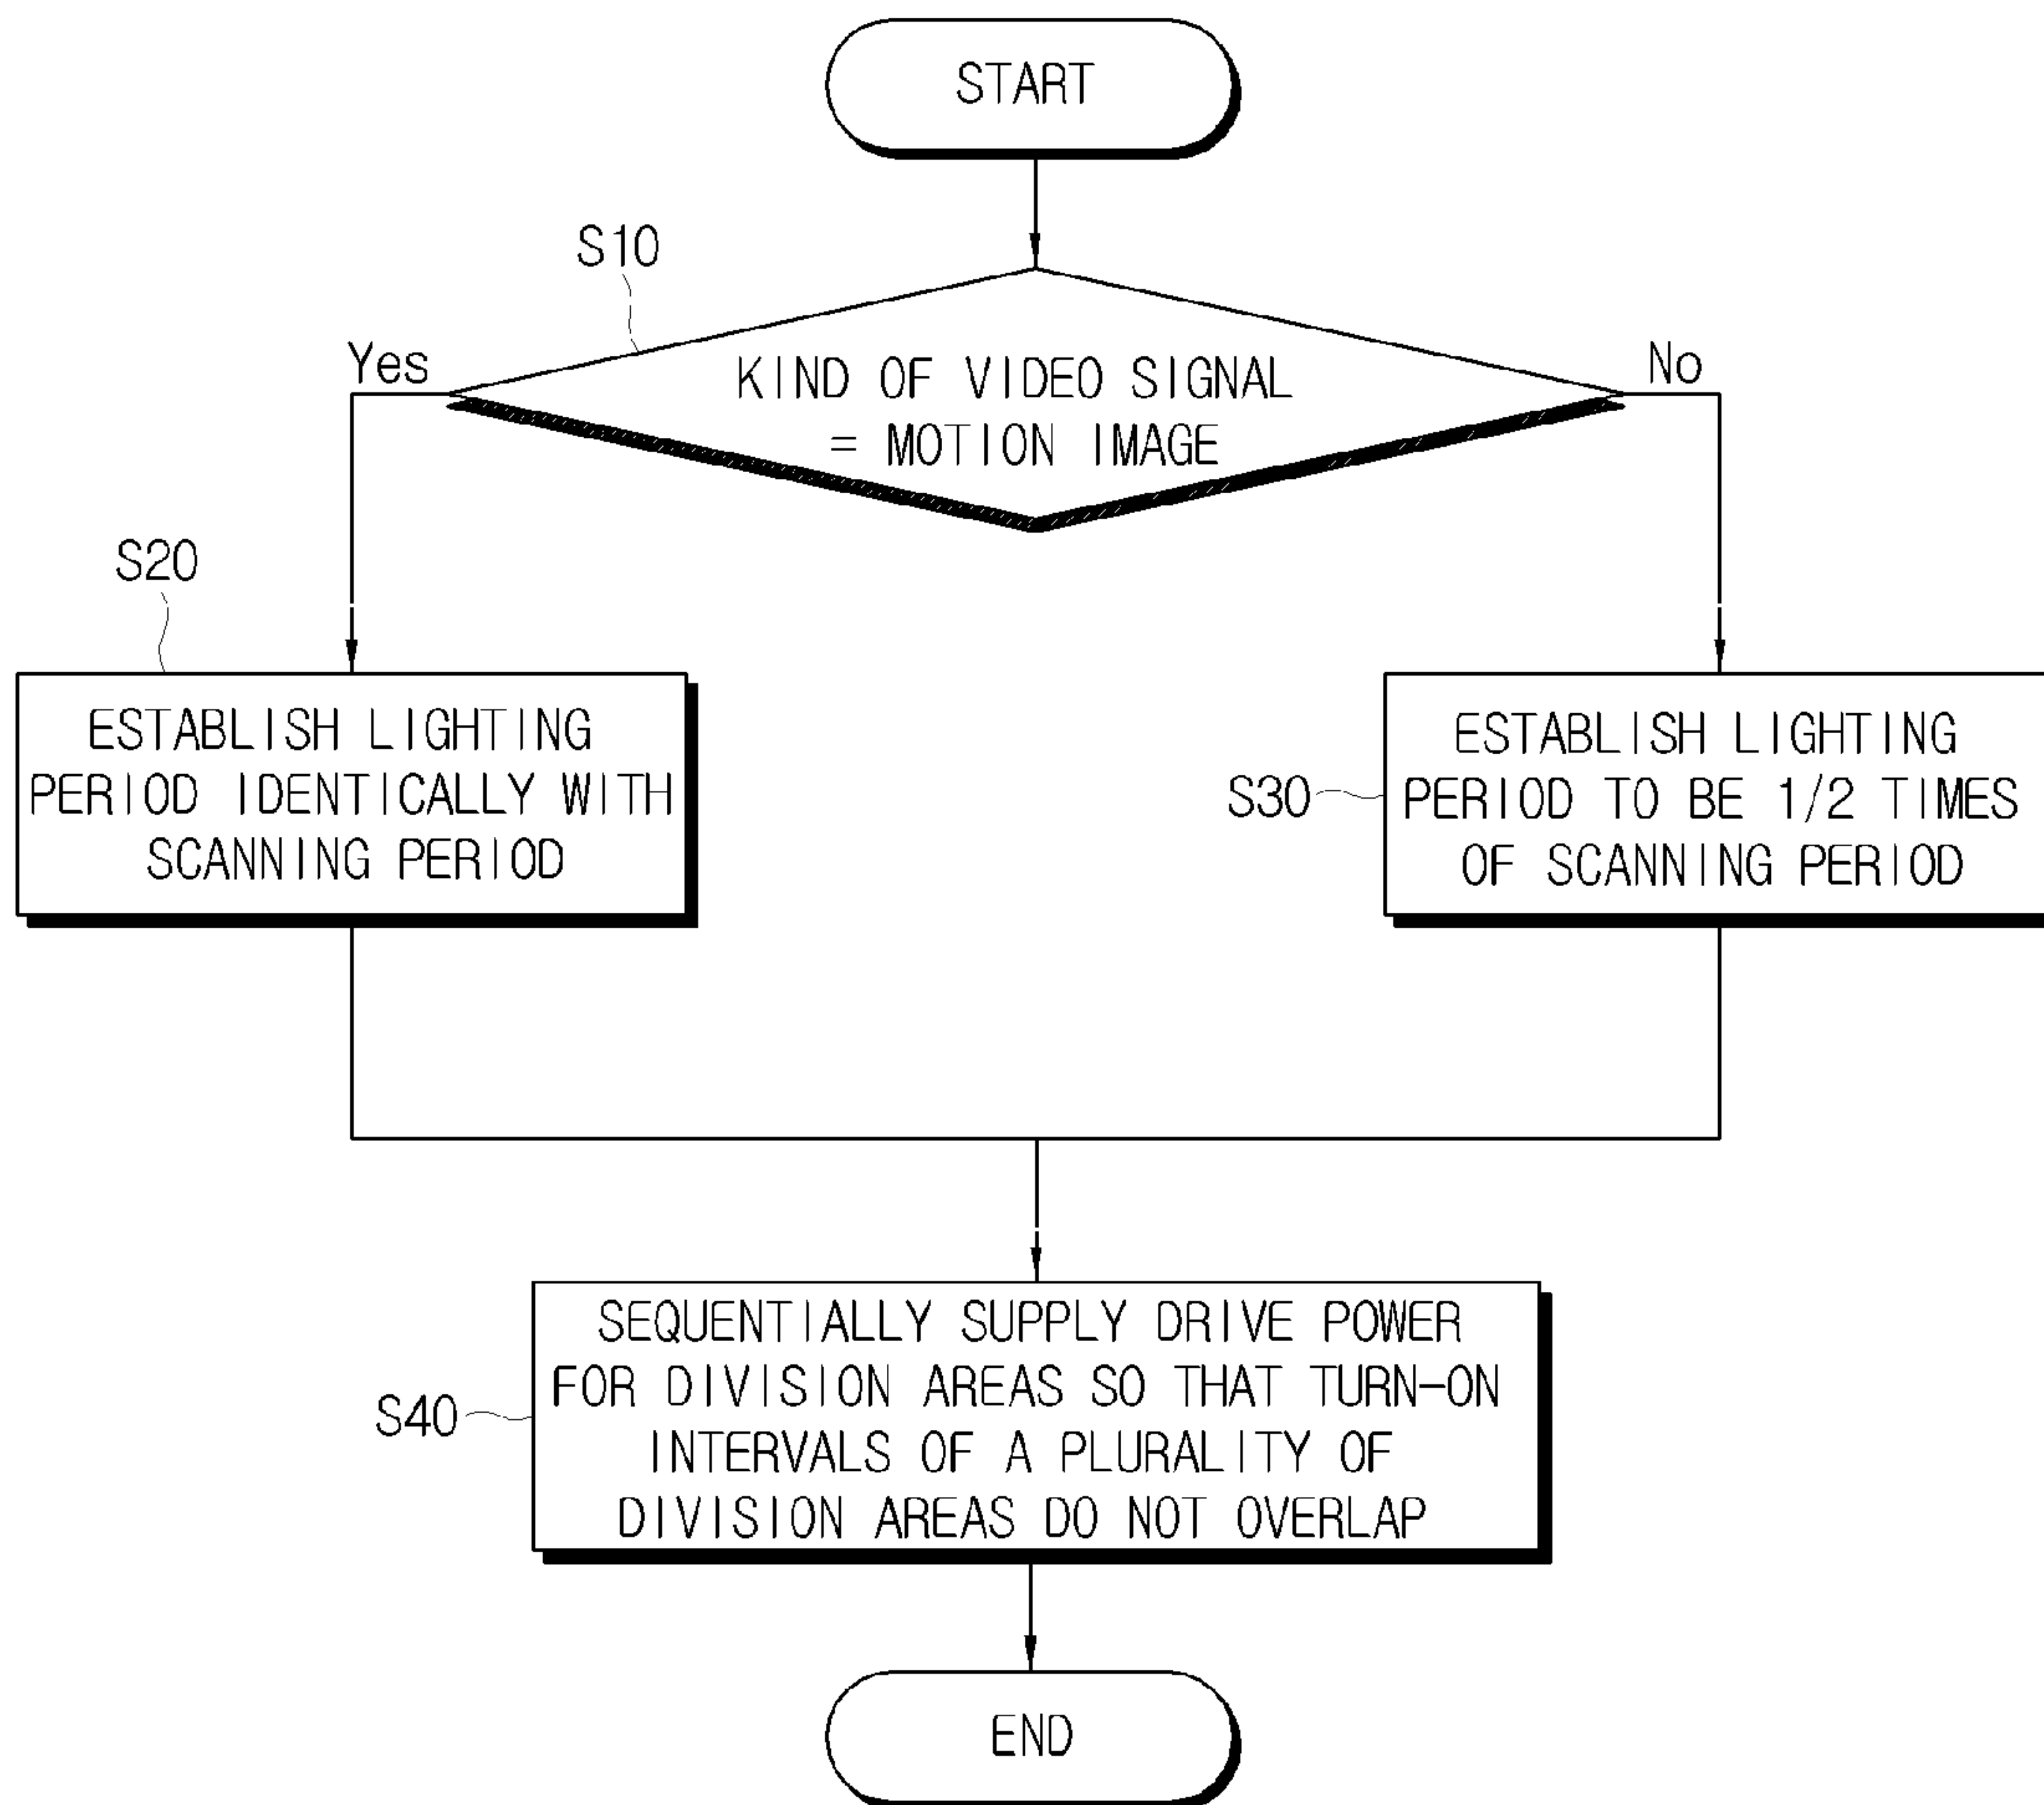 START
S10
KIND OF VIDEO SIGNAL
= MOTION IMAGE
Yes
No
S20
ESTABLISH LIGHTING
PERIOD IDENTICALLY WITH
SCANNING PERIOD
S30
ESTABLISH LIGHTING
PERIOD TO BE 1/2 TIMES
OF SCANNING PERIOD
S40
SEQUENTIALLY SUPPLY DRIVE POWER
FOR DIVISION AREAS SO THAT TURN-ON
INTERVALS OF A PLURALITY OF
DIVISION AREAS DO NOT OVERLAP
END